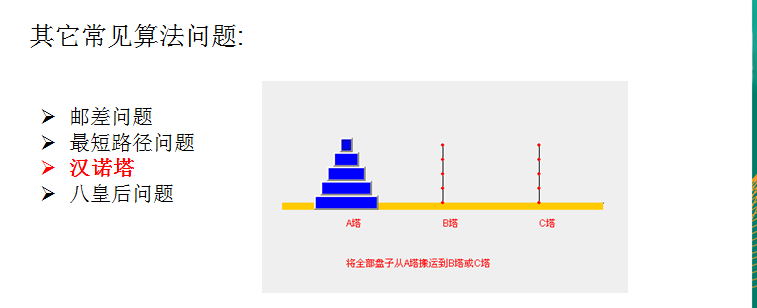 其它常见算法问题:
邮差问题
最短路径问题
汉诺塔
八皇后问题
A塔
B塔
C塔
将全部盘子从A塔搬运到B塔或C塔